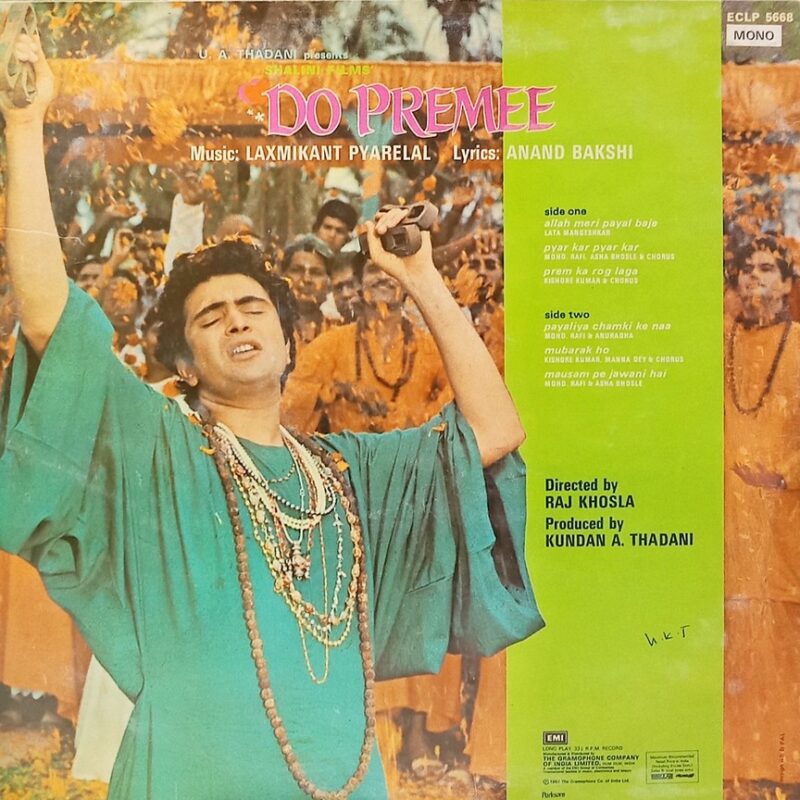 ECLP 5668
MONO
U. A. THADANI presents
SHALINI FILMS'
DO PREMEE
Music: LAXMIKANT PYARELAL Lyrics: ANAND BAKSHI
side one
allah meri payal baje
LATA MANGESHKAR
pyar kar pyar kar
MOHD. RAFI, ASHA BHOSLE & CHORUS
prem ka rog laga
KISHORE KUMAR & CHORUS
side two
payaliya chamki ke naa
MOHD. RAFI & ANURADHA
mubarak ho
KISHORE KUMAR, MANNA DEY & CHORUS
mausam pe jawani hai
MOHD. RAFI & ASHA BHOSLE
Directed by
RAJ KHOSLA
Produced by
KUNDAN A. THADANI
h.k.T
EMI
LONG PLAY 33⅓ R.P.M. RECORD
Manufactured & Distributed by
THE GRAMOPHONE COMPANY
OF INDIA LIMITED,